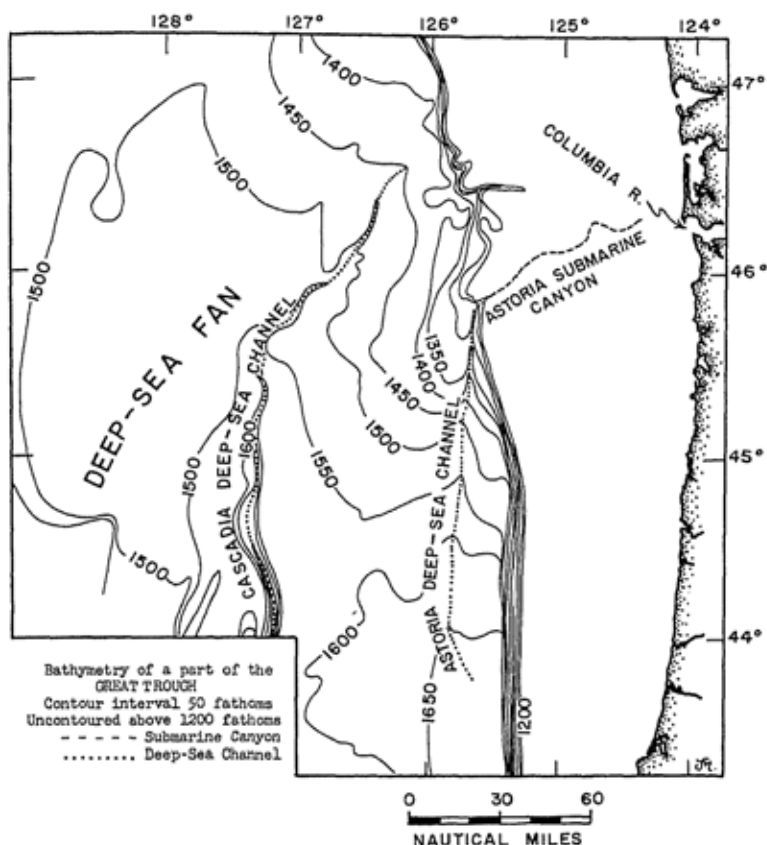 128°
127°
126°
125°
124°
47°
46°
45°
44°
1400
1450
1500
1500
1500
1500
1500
1600
1550
1500
1450
1400
1350
1600
1650
1200
COLUMBIA R.
ASTORIA SUBMARINE
CANYON
DEEP-SEA FAN
CASCADIA DEEP-SEA CHANNEL
ASTORIA DEEP-SEA CHANNEL
Bathymetry of a part of the
GREAT TROUGH
Contour interval 50 fathoms
Uncontoured above 1200 fathoms
Submarine Canyon
Deep-Sea Channel
0 30 60
NAUTICAL MILES